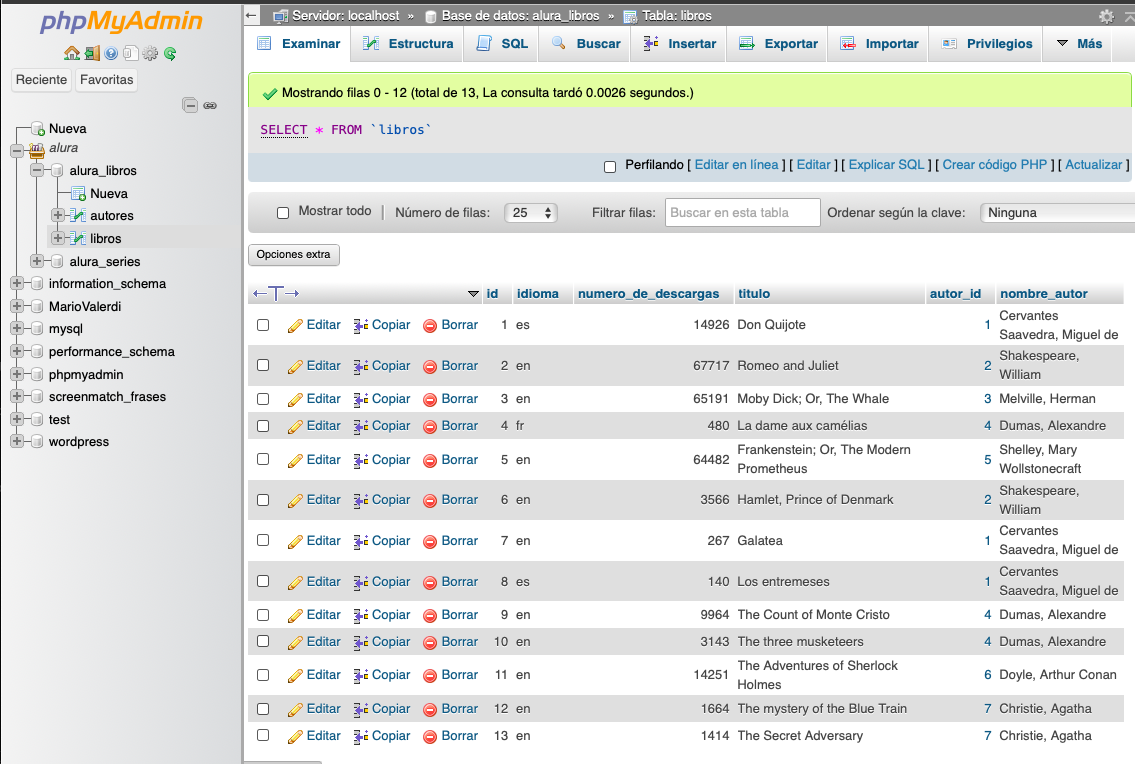 phpMyAdmin
Reciente Favoritas
Nueva
alura
alura_libros
Nueva
autores
libros
alura_series
information_schema
MarioValerdi
mysql
performance_schema
phpmyadmin
screenmatch_frases
test
wordpress
Servidor: localhost » Base de datos: alura_libros » Tabla: libros
Examinar Estructura SQL Buscar Insertar Exportar Importar Privilegios Más
Mostrando filas 0 - 12 (total de 13, La consulta tardó 0.0026 segundos.)
SELECT * FROM `libros`
Perfilando [ Editar en línea ] [ Editar ] [ Explicar SQL ] [ Crear código PHP ] [ Actualizar ]
Mostrar todo | Número de filas: 25 Filtrar filas: Buscar en esta tabla Ordenar según la clave: Ninguna
Opciones extra
←T→ id idioma numero_de_descargas titulo autor_id nombre_autor
Editar Copiar Borrar 1 es 14926 Don Quijote 1 Cervantes
Saavedra, Miguel de
Editar Copiar Borrar 2 en 67717 Romeo and Juliet 2 Shakespeare,
William
Editar Copiar Borrar 3 en 65191 Moby Dick; Or, The Whale 3 Melville, Herman
Editar Copiar Borrar 4 fr 480 La dame aux camélias 4 Dumas, Alexandre
Editar Copiar Borrar 5 en 64482 Frankenstein; Or, The Modern
Prometheus 5 Shelley, Mary
Wollstonecraft
Editar Copiar Borrar 6 en 3566 Hamlet, Prince of Denmark 2 Shakespeare,
William
Editar Copiar Borrar 7 en 267 Galatea 1 Cervantes
Saavedra, Miguel de
Editar Copiar Borrar 8 es 140 Los entremeses 1 Cervantes
Saavedra, Miguel de
Editar Copiar Borrar 9 en 9964 The Count of Monte Cristo 4 Dumas, Alexandre
Editar Copiar Borrar 10 en 3143 The three musketeers 4 Dumas, Alexandre
Editar Copiar Borrar 11 en 14251 The Adventures of Sherlock
Holmes 6 Doyle, Arthur Conan
Editar Copiar Borrar 12 en 1664 The mystery of the Blue Train 7 Christie, Agatha
Editar Copiar Borrar 13 en 1414 The Secret Adversary 7 Christie, Agatha